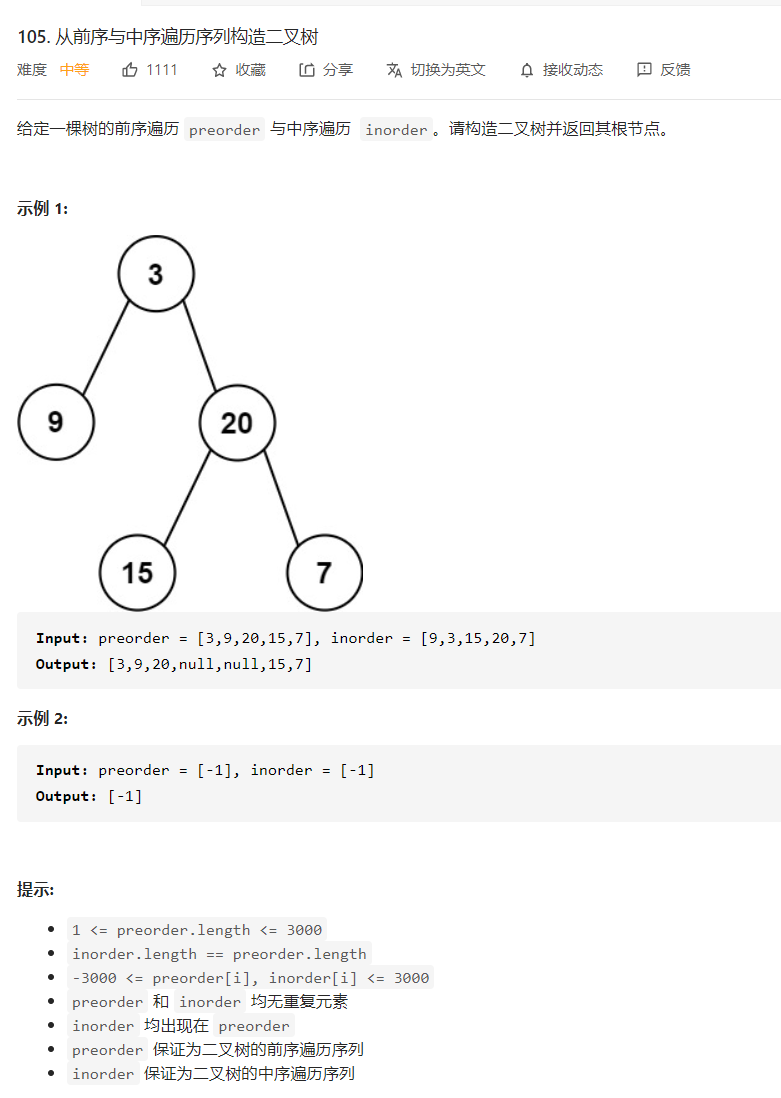 105. 从前序与中序遍历序列构造二叉树
难度 中等 1111 收藏 分享 切换为英文 接收动态 反馈
给定一棵树的前序遍历 preorder 与中序遍历 inorder。请构造二叉树并返回其根节点。
示例 1:
3
9 20
15 7
Input: preorder = [3,9,20,15,7], inorder = [9,3,15,20,7]
Output: [3,9,20,null,null,15,7]
示例 2:
Input: preorder = [-1], inorder = [-1]
Output: [-1]
提示:
1 <= preorder.length <= 3000
inorder.length == preorder.length
-3000 <= preorder[i], inorder[i] <= 3000
preorder 和 inorder 均无重复元素
inorder 均出现在 preorder
preorder 保证为二叉树的前序遍历序列
inorder 保证为二叉树的中序遍历序列